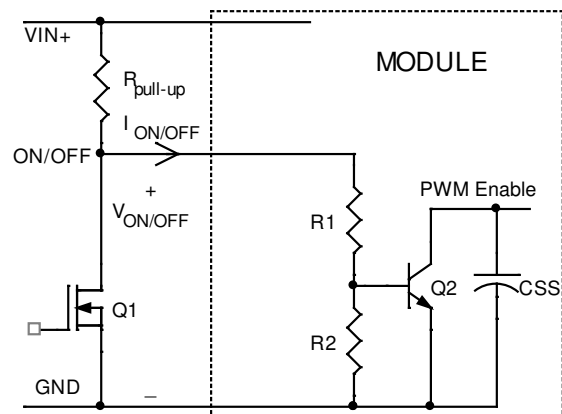 VIN+
MODULE
Rpull-up
ION/OFF
ON/OFF
+
VON/OFF
PWM Enable
R1
Q1
Q2
CSS
R2
GND
_